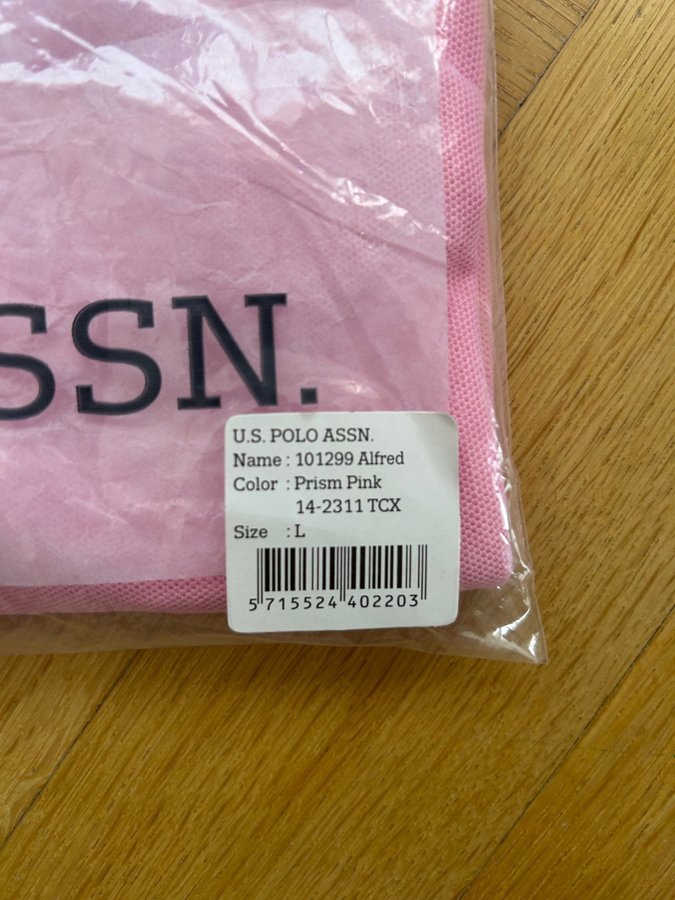 SSN.
U.S. POLO ASSN.
Name : 101299 Alfred
Color : Prism Pink
14-2311 TCX
Size : L
5 715524 402203